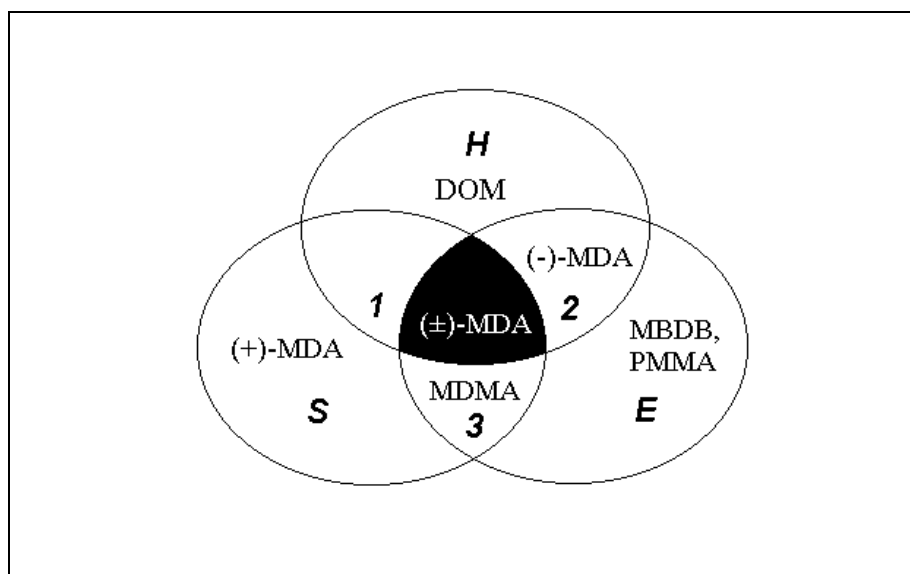 H
DOM
(-)-MDA
1
(±)-MDA
2
(+)-MDA
MBDB,
PMMA
MDMA
S
3
E